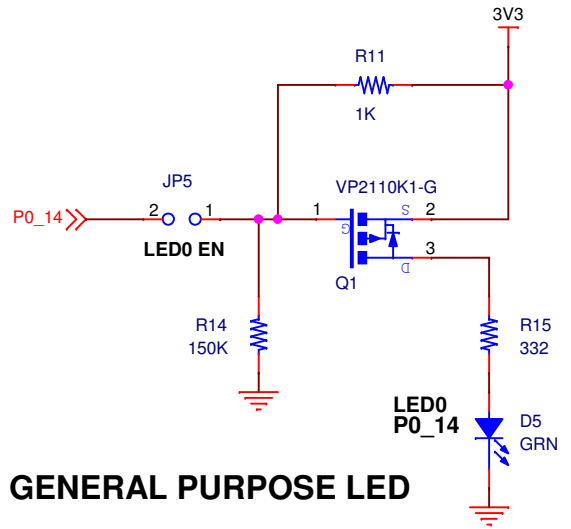 3V3
R11
1K
JP5
VP2110K1-G
P0_14
2
1
1
G
S
2
D
3
LED0 EN
Q1
R14
150K
R15
332
LED0
P0_14
D5
GRN
GENERAL PURPOSE LED